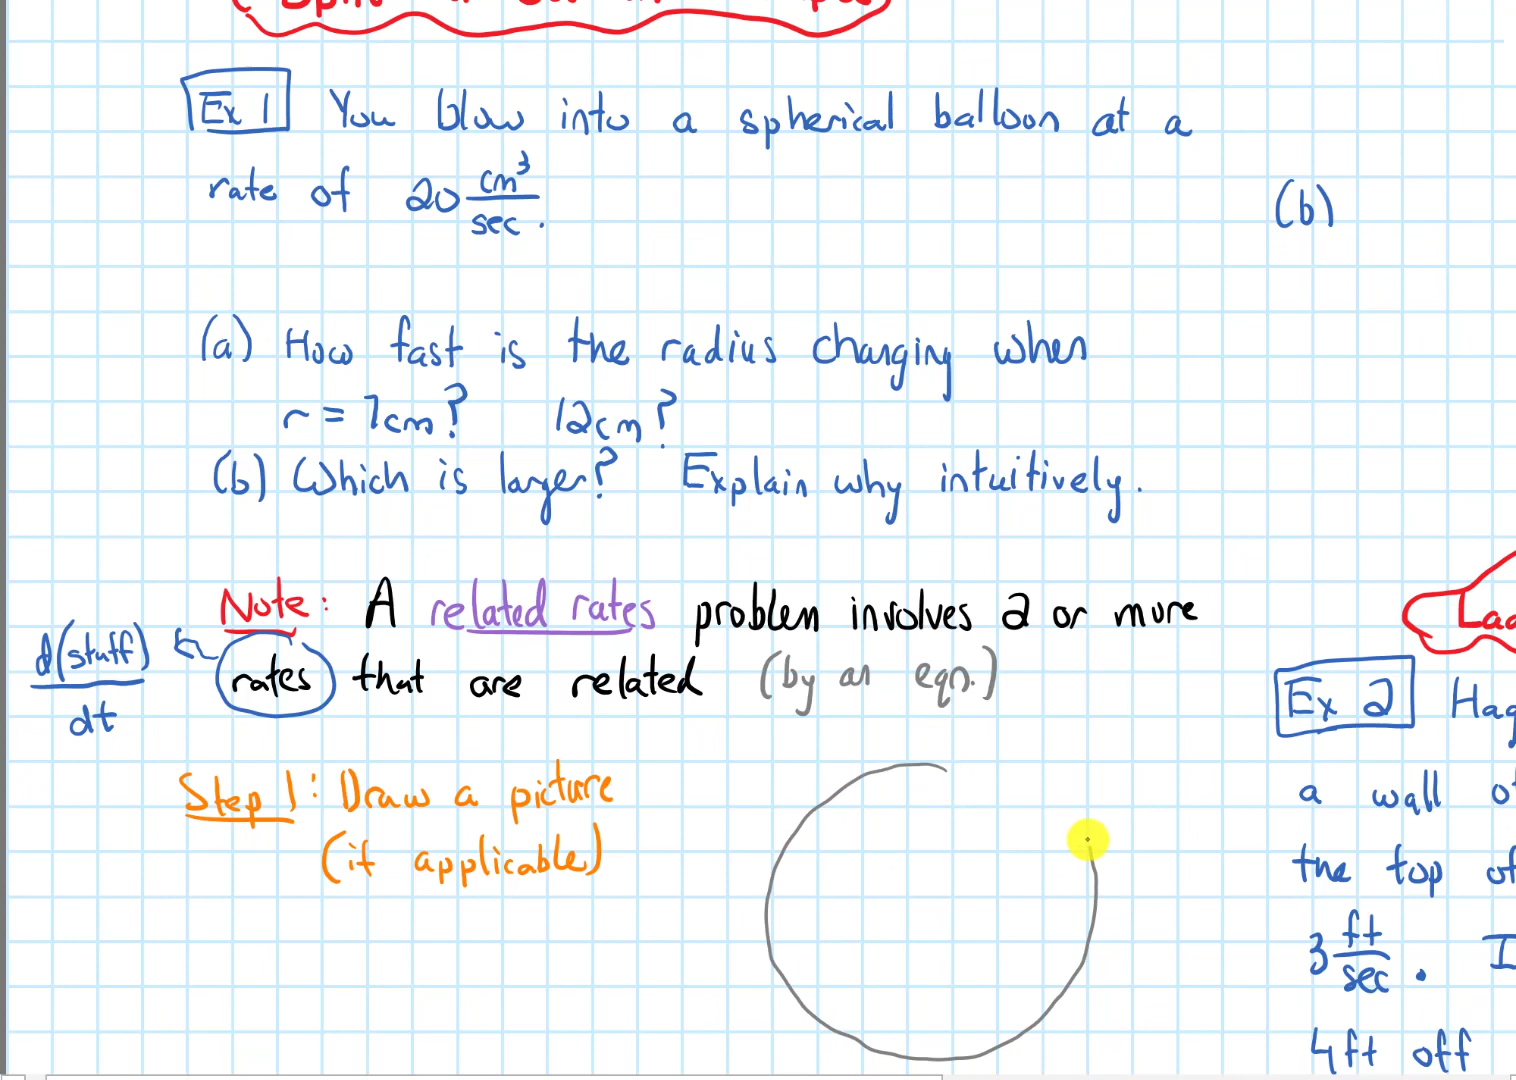 Ex 1 You blow into a spherical balloon at a
rate of 20 cm³/sec.
(a) How fast is the radius changing when
r = 7cm? 12cm?
(b) Which is larger? Explain why intuitively.
Note: A related rates problem involves 2 or more
rates that are related (by an eqn.)
d(stuff)/dt
Step 1: Draw a picture
(if applicable)
(b)
Ex 2
a wall
the top of
3 ft/sec. I
4ft off